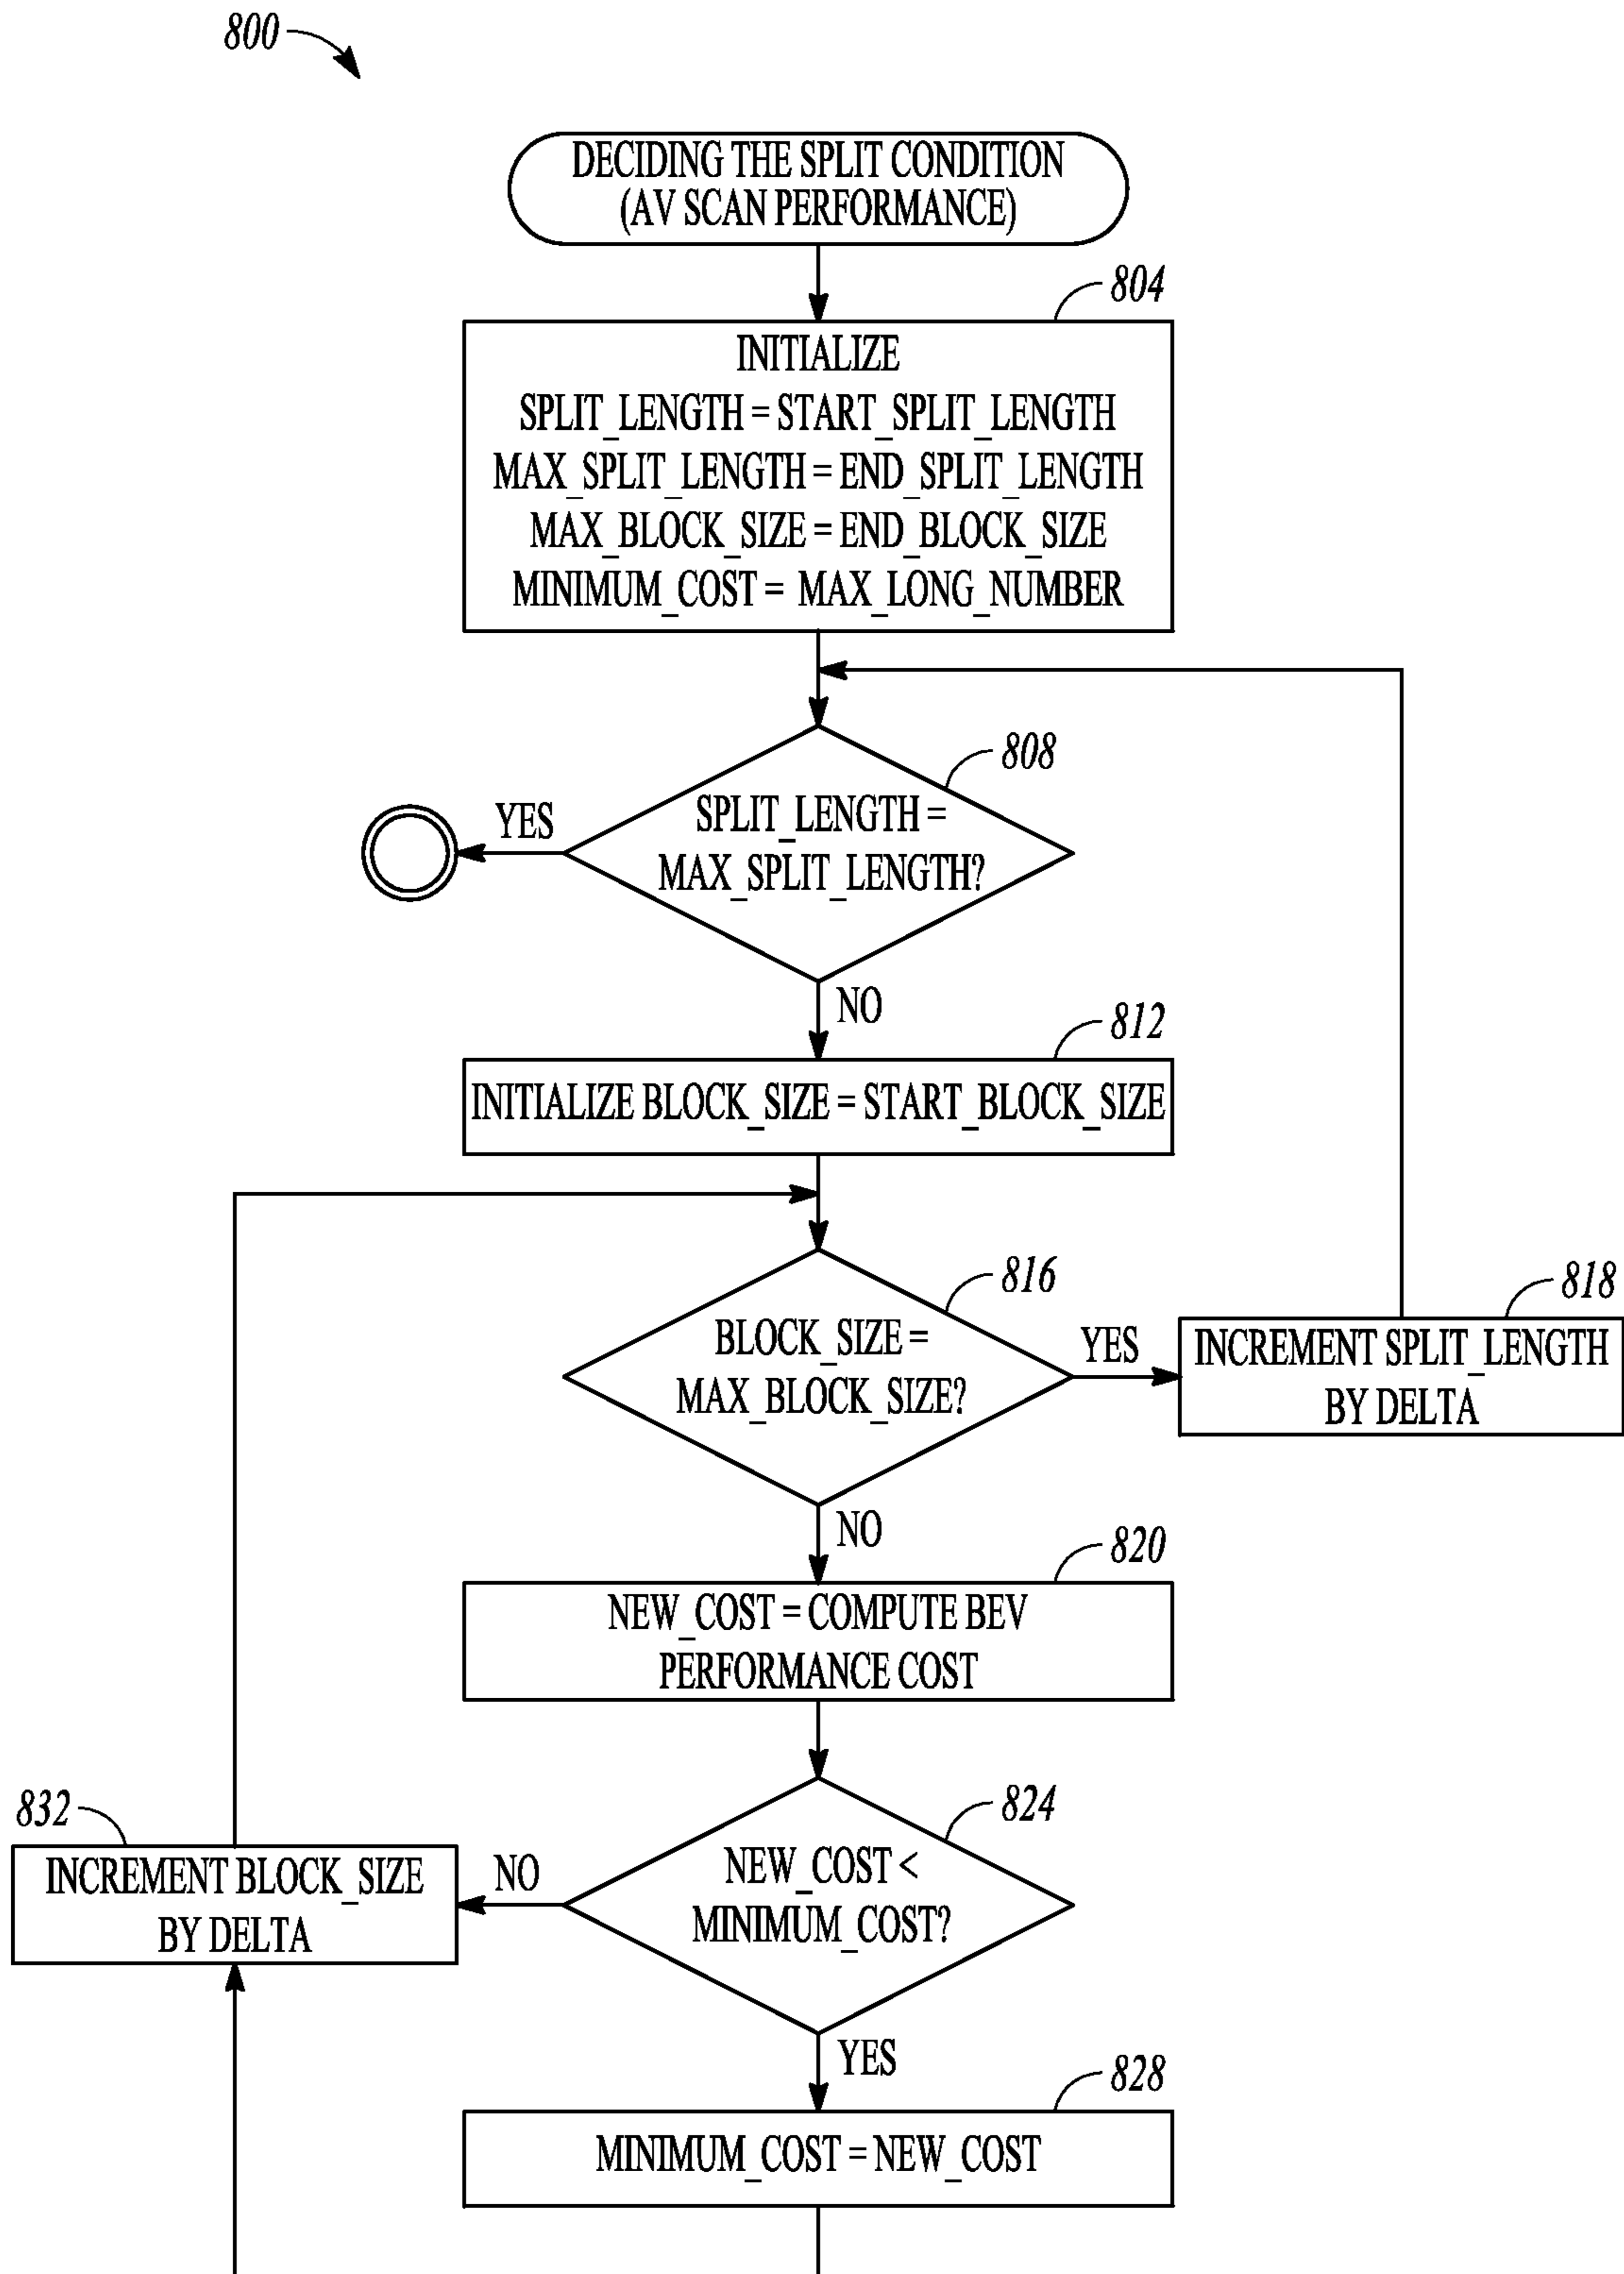 800
DECIDING THE SPLIT CONDITION
(AV SCAN PERFORMANCE)
804
INITIALIZE
SPLIT_LENGTH = START_SPLIT_LENGTH
MAX_SPLIT_LENGTH = END_SPLIT_LENGTH
MAX_BLOCK_SIZE = END_BLOCK_SIZE
MINIMUM_COST = MAX_LONG_NUMBER
808
YES
SPLIT_LENGTH =
MAX_SPLIT_LENGTH?
NO
812
INITIALIZE BLOCK_SIZE = START_BLOCK_SIZE
816
BLOCK_SIZE =
MAX_BLOCK_SIZE?
YES
818
INCREMENT SPLIT_LENGTH
BY DELTA
NO
820
NEW_COST = COMPUTE BEV
PERFORMANCE COST
824
NEW_COST <
MINIMUM_COST?
NO
832
INCREMENT BLOCK_SIZE
BY DELTA
YES
828
MINIMUM_COST = NEW_COST